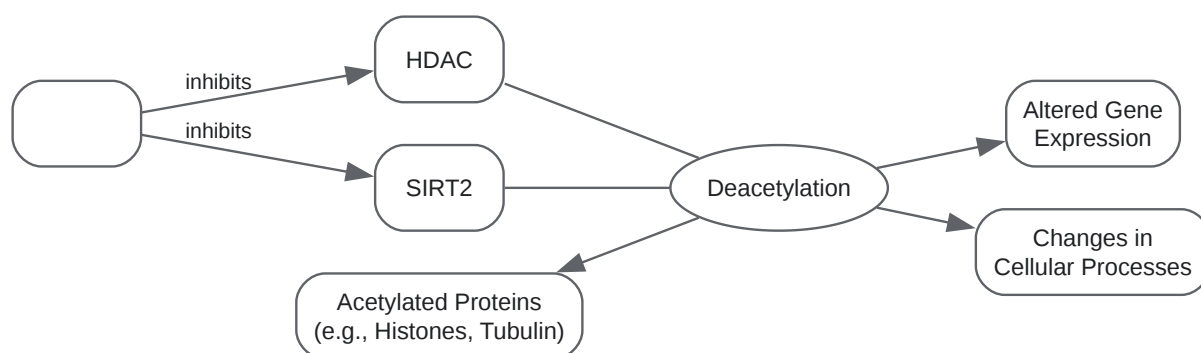 inhibits
inhibits
HDAC
SIRT2
Deacetylation
Acetylated Proteins
(e.g., Histones, Tubulin)
Altered Gene
Expression
Changes in
Cellular Processes